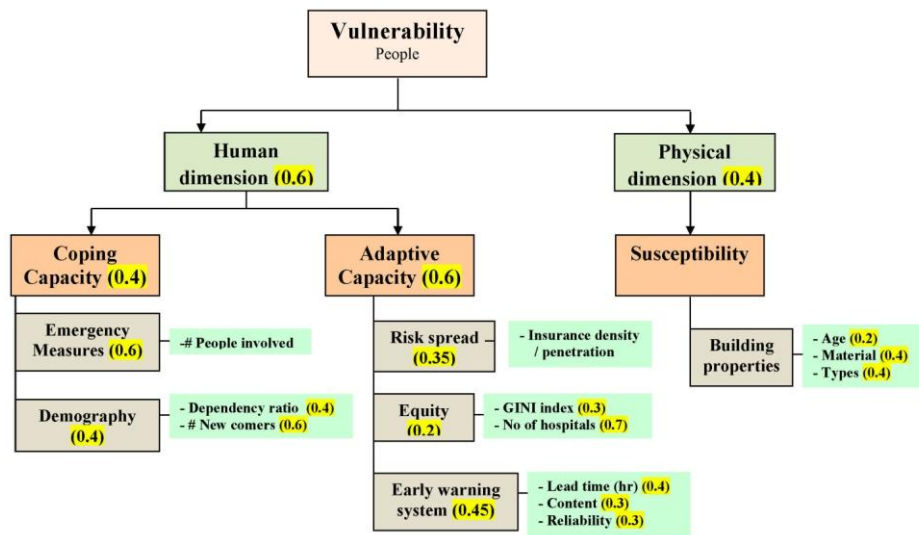 Vulnerability
People
Human
dimension (0.6)
Physical
dimension (0.4)
Coping
Capacity (0.4)
Adaptive
Capacity (0.6)
Susceptibility
Emergency
Measures (0.6)
-# People involved
Demography
(0.4)
- Dependency ratio (0.4)
- # New comers (0.6)
Risk spread
(0.35)
- Insurance density
/ penetration
Equity
(0.2)
- GINI index (0.3)
- No of hospitals (0.7)
Early warning
system (0.45)
- Lead time (hr) (0.4)
- Content (0.3)
- Reliability (0.3)
Building
properties
- Age (0.2)
- Material (0.4)
- Types (0.4)